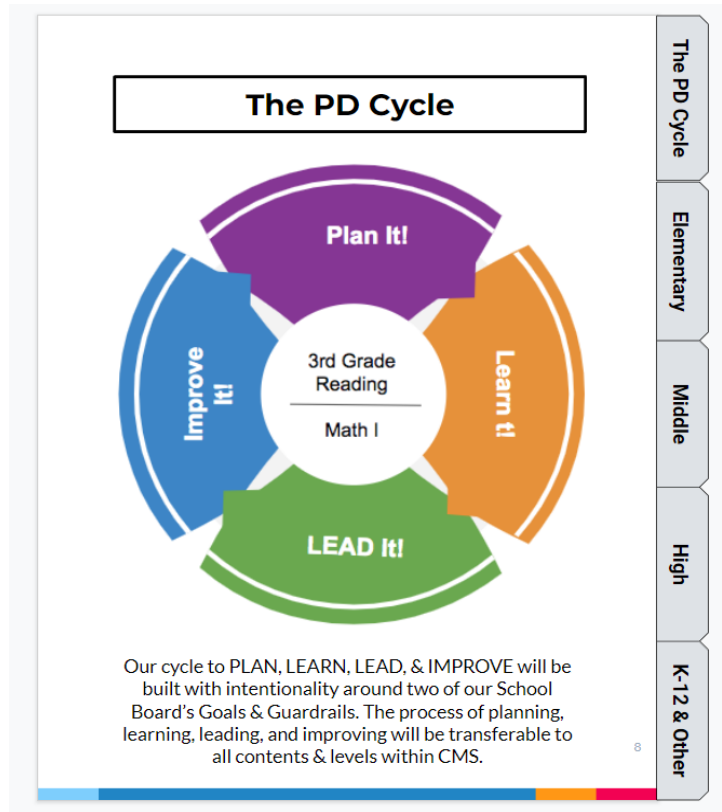 The PD Cycle
Plan It!
Learn t!
LEAD It!
Improve
It!
3rd Grade
Reading
Math I
Our cycle to PLAN, LEARN, LEAD, & IMPROVE will be
built with intentionality around two of our School
Board's Goals & Guardrails. The process of planning,
learning, leading, and improving will be transferable to
all contents & levels within CMS.
8
The PD Cycle
Elementary
Middle
High
K-12 & Other